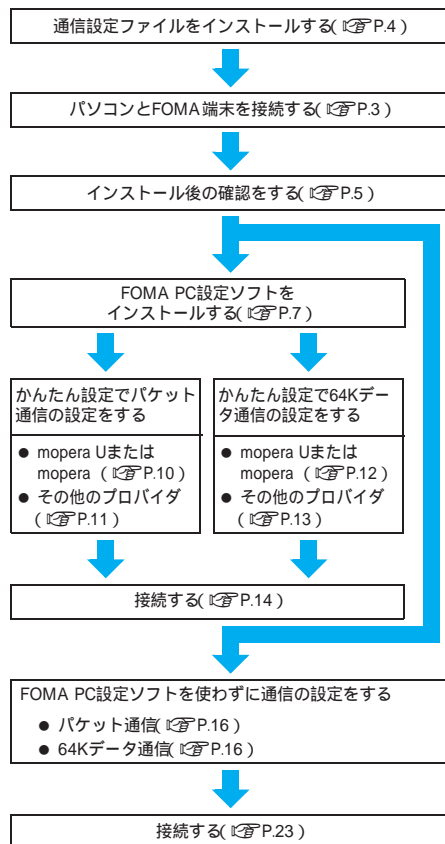 通信設定ファイルをインストールする(☞P.4)
パソコンとFOMA端末を接続する(☞P.3)
インストール後の確認をする(☞P.5)
FOMA PC設定ソフトを
インストールする(☞P.7)
かんたん設定でパケット
通信の設定をする
● mopera Uまたは
mopera（☞P.10）
● その他のプロバイダ
（☞P.11）
かんたん設定で64Kデー
タ通信の設定をする
● mopera Uまたは
mopera（☞P.12）
● その他のプロバイダ
（☞P.13）
接続する(☞P.14)
FOMA PC設定ソフトを使わずに通信の設定をする
● パケット通信(☞P.16)
● 64Kデータ通信(☞P.16)
接続する(☞P.23)